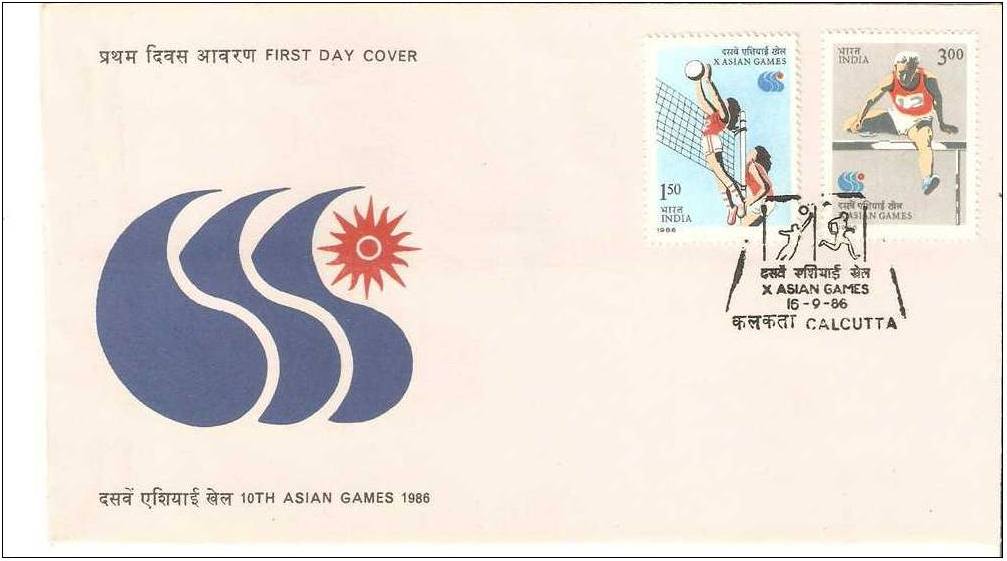 प्रथम दिवस आवरण FIRST DAY COVER
दसवें एशियाई खेल
X ASIAN GAMES
1.50
भारत
INDIA
1986
भारत
INDIA
3.00
12
दसवें एशियाई खेल
X ASIAN GAMES
दसवें एशियाई खेल
X ASIAN GAMES
16-9-86
कलकता CALCUTTA
दसवें एशियाई खेल 10TH ASIAN GAMES 1986